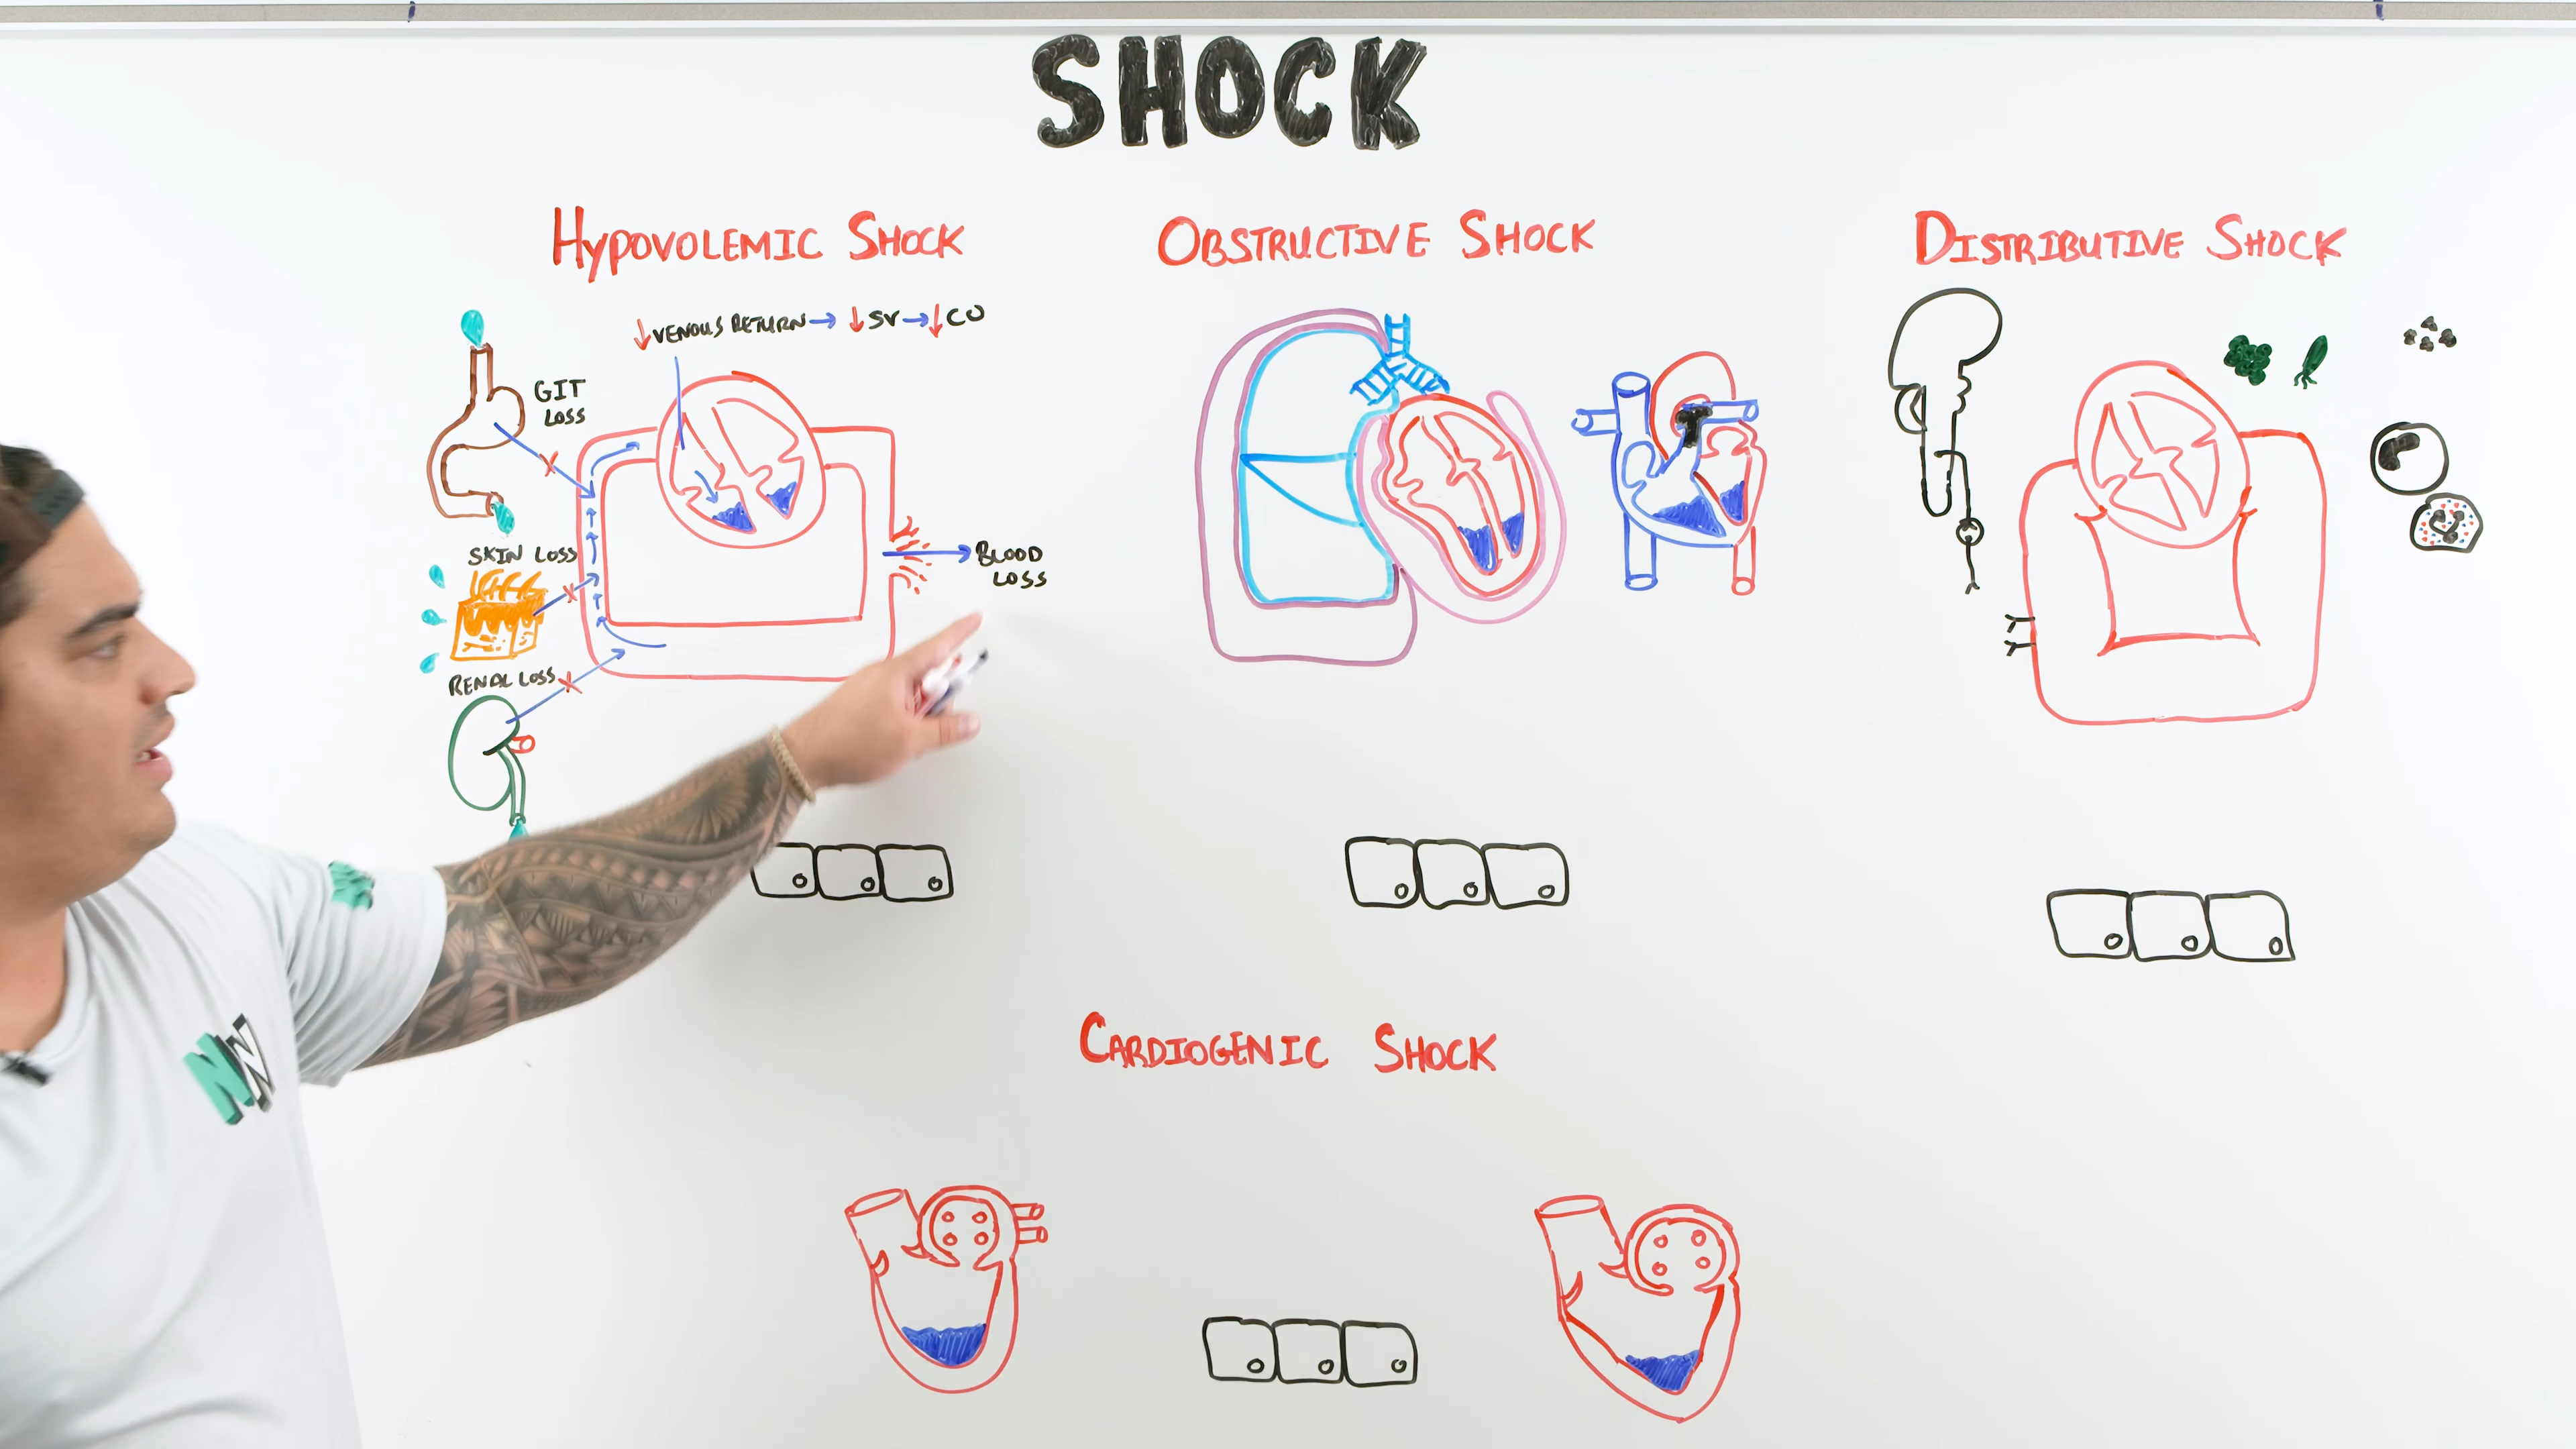 SHOCK
HYPOVOLEMIC SHOCK
OBSTRUCTIVE SHOCK
DISTRIBUTIVE SHOCK
↓VENOUS RETURN→ ↓SV→↓CO
GIT
LOSS
SKIN LOSS
BLOOD
LOSS
RENAL LOSS
CARDIOGENIC SHOCK
NN